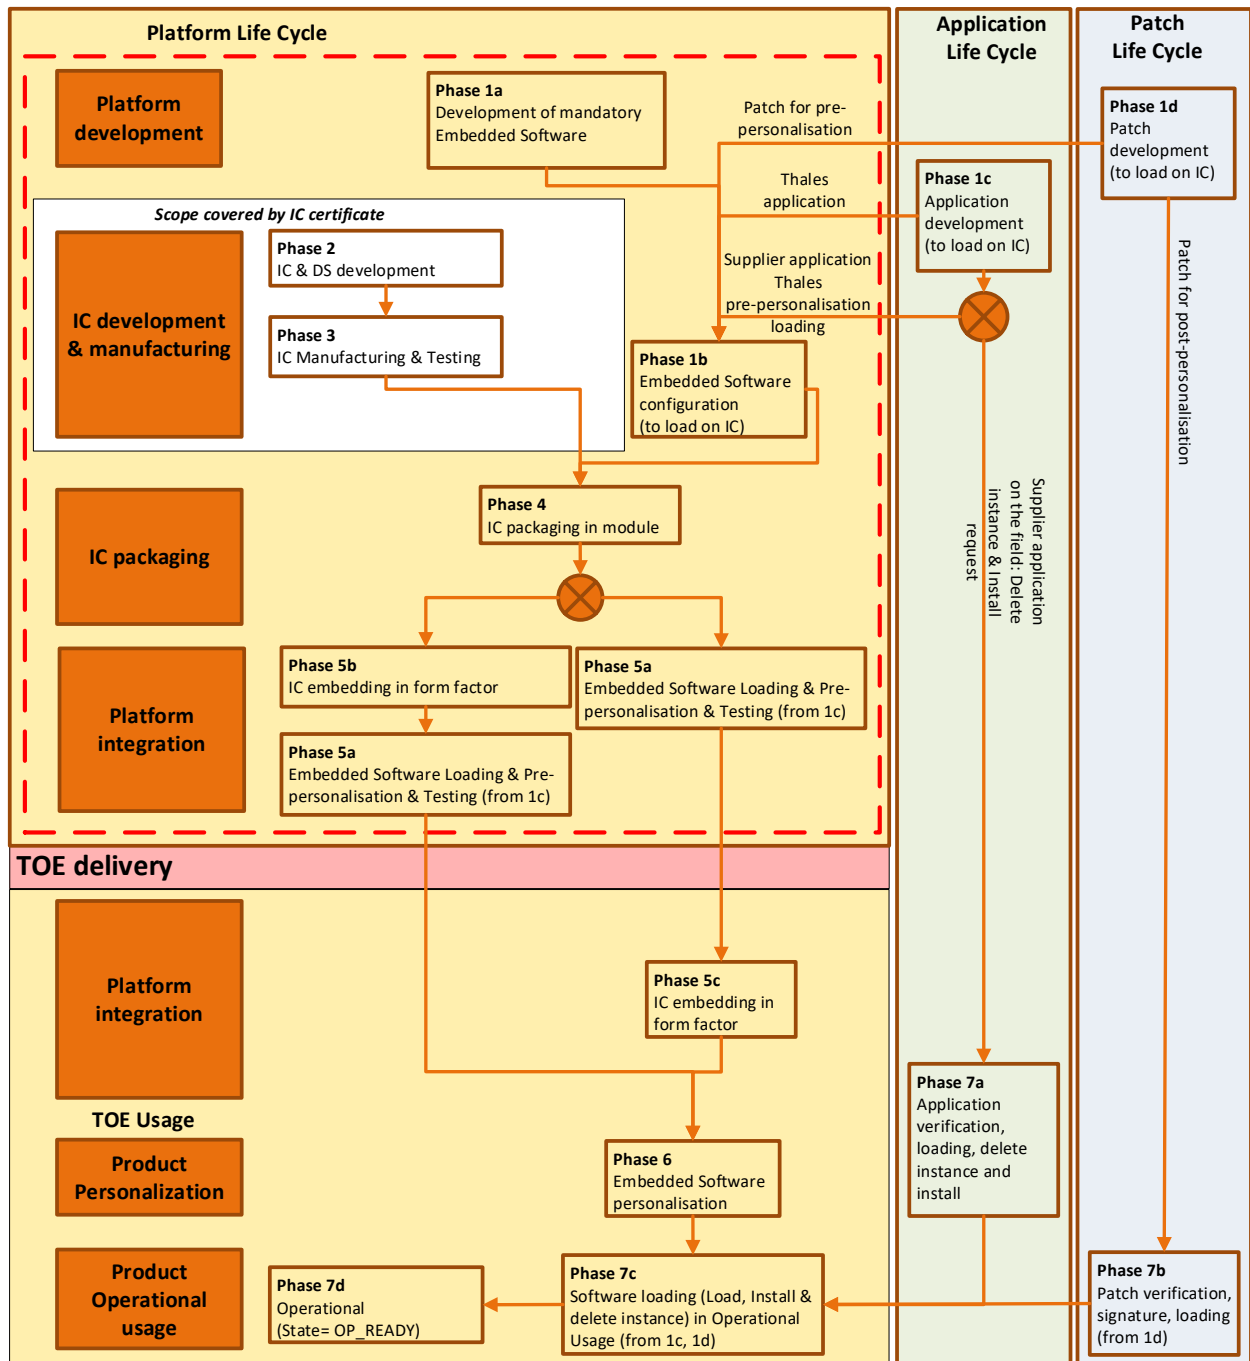 Platform Life Cycle
Application
Life Cycle
Patch
Life Cycle
Platform
development
Phase 1a
Development of mandatory
Embedded Software
Patch for pre-
personalisation
Phase 1d
Patch
development
(to load on IC)
Thales
application
Phase 1c
Application
development
(to load on IC)
Scope covered by IC certificate
IC development
& manufacturing
Phase 2
IC & DS development
Phase 3
IC Manufacturing & Testing
Supplier application
Thales
pre-personalisation
loading
Phase 1b
Embedded Software
configuration
(to load on IC)
Patch for post-personalisation
IC packaging
Phase 4
IC packaging in module
Supplier application
on the field: Delete
instance & Install
request
Platform
integration
Phase 5b
IC embedding in form factor
Phase 5a
Embedded Software Loading & Pre-
personalisation & Testing (from 1c)
Phase 5a
Embedded Software Loading & Pre-
personalisation & Testing (from 1c)
TOE delivery
Platform
integration
Phase 5c
IC embedding in
form factor
TOE Usage
Phase 7a
Application
verification,
loading, delete
instance and
install
Product
Personalization
Phase 6
Embedded Software
personalisation
Product
Operational
usage
Phase 7d
Operational
(State= OP_READY)
Phase 7c
Software loading (Load, Install &
delete instance) in Operational
Usage (from 1c, 1d)
Phase 7b
Patch verification,
signature, loading
(from 1d)